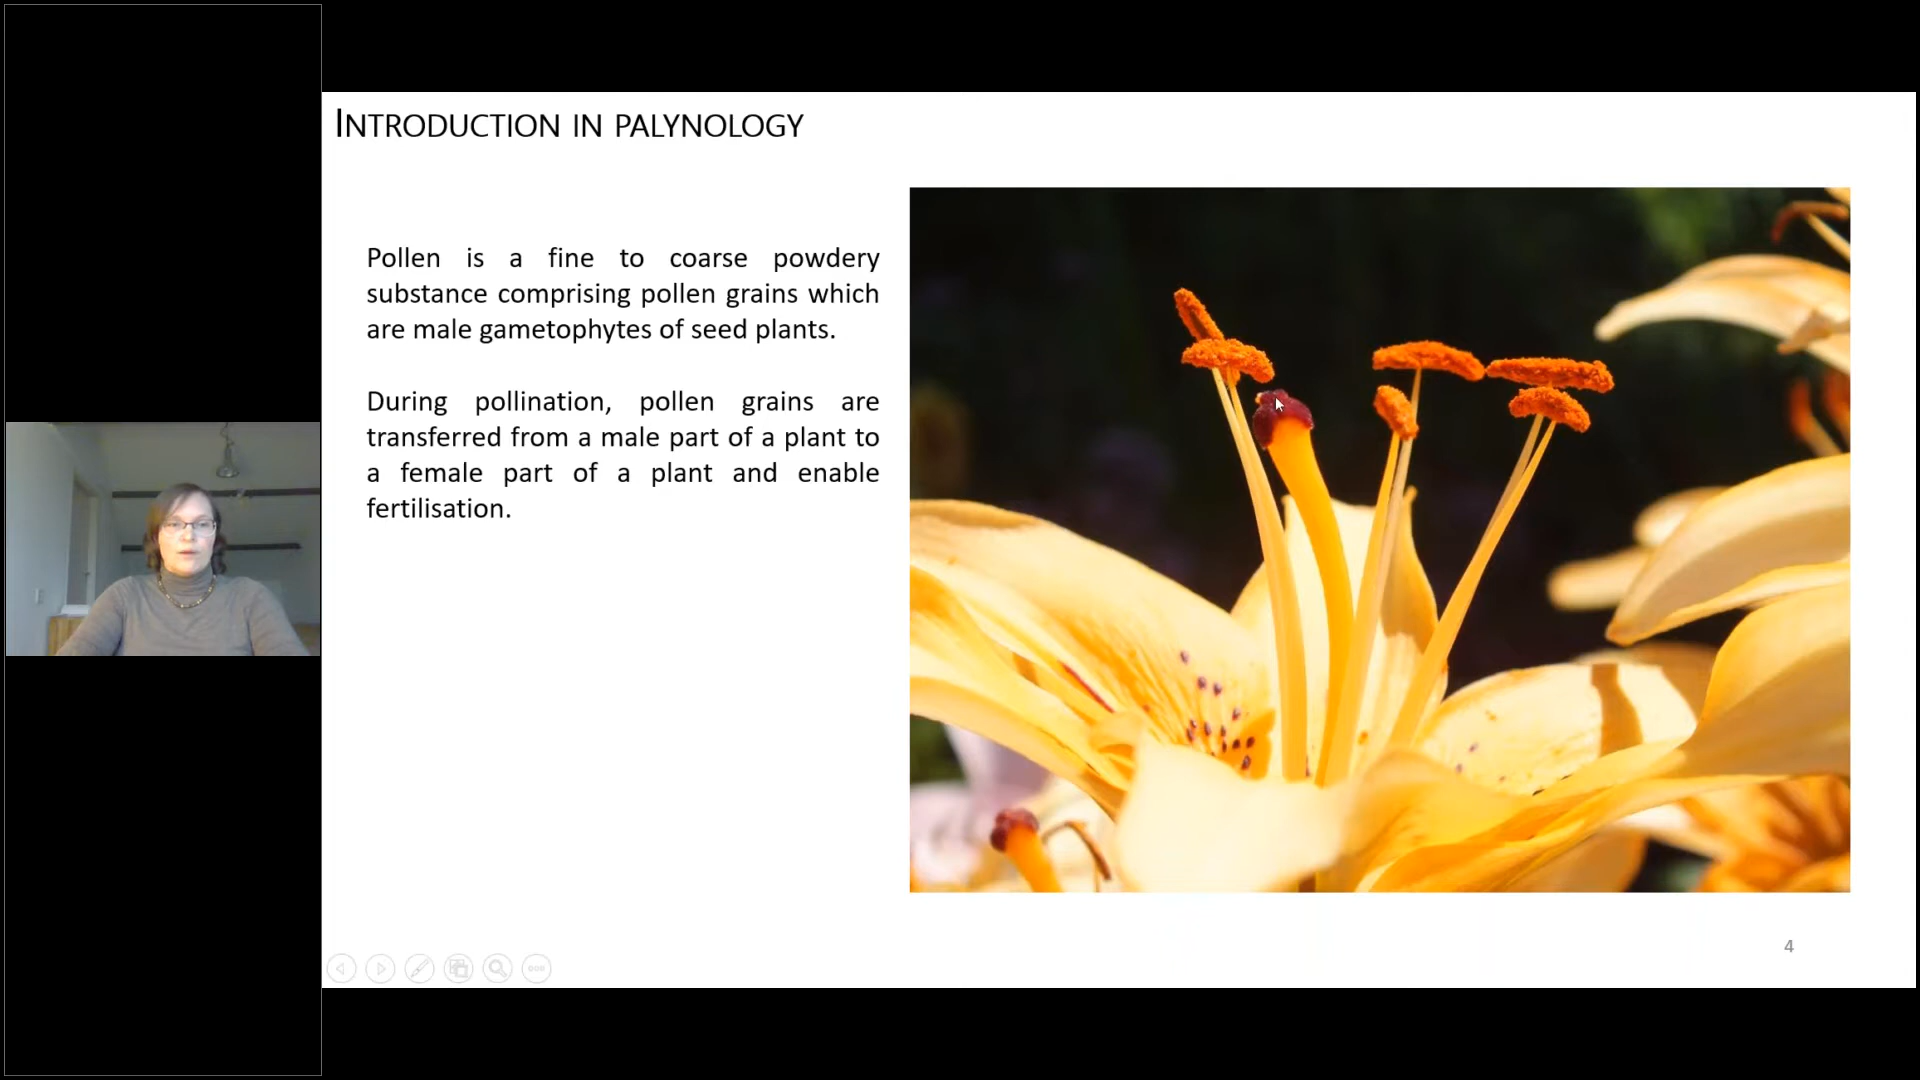 INTRODUCTION IN PALYNOLOGY
Pollen is a fine to coarse powdery
substance comprising pollen grains which
are male gametophytes of seed plants.
During pollination, pollen grains are
transferred from a male part of a plant to
a female part of a plant and enable
fertilisation.
4